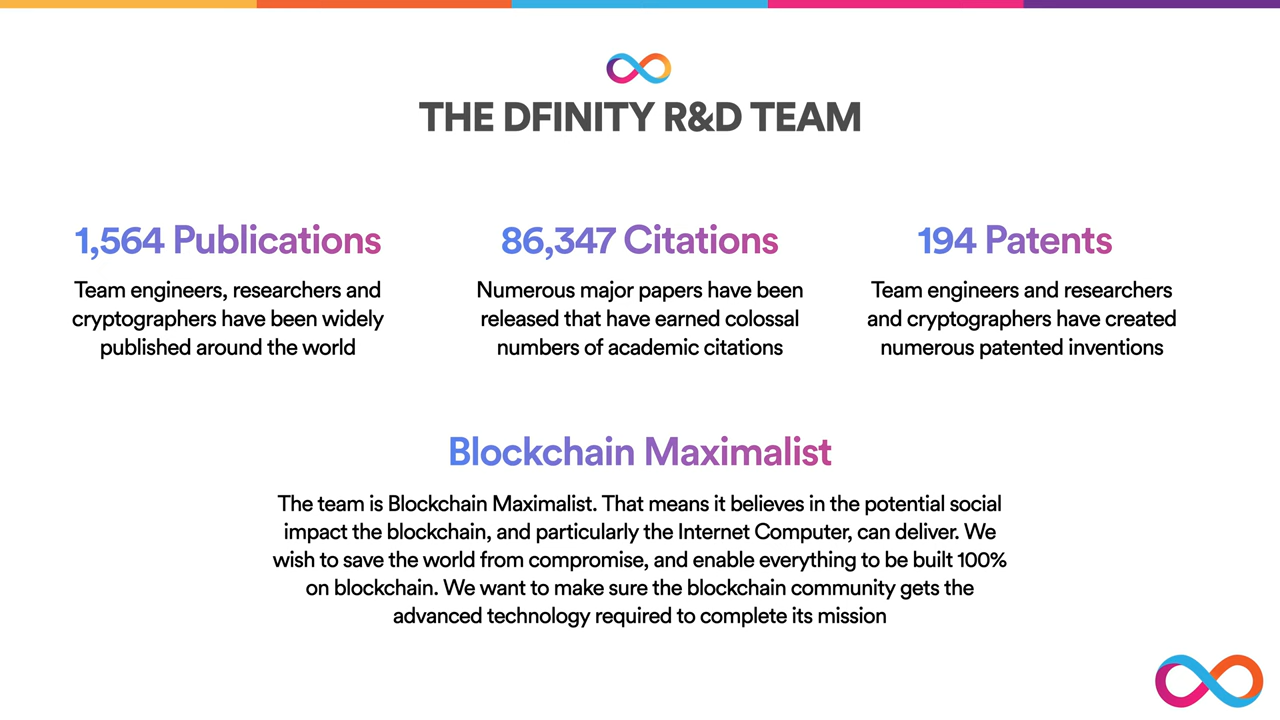 THE DFINITY R&D TEAM
1,564 Publications
Team engineers, researchers and
cryptographers have been widely
published around the world
86,347 Citations
Numerous major papers have been
released that have earned colossal
numbers of academic citations
194 Patents
Team engineers and researchers
and cryptographers have created
numerous patented inventions
Blockchain Maximalist
The team is Blockchain Maximalist. That means it believes in the potential social
impact the blockchain, and particularly the Internet Computer, can deliver. We
wish to save the world from compromise, and enable everything to be built 100%
on blockchain. We want to make sure the blockchain community gets the
advanced technology required to complete its mission